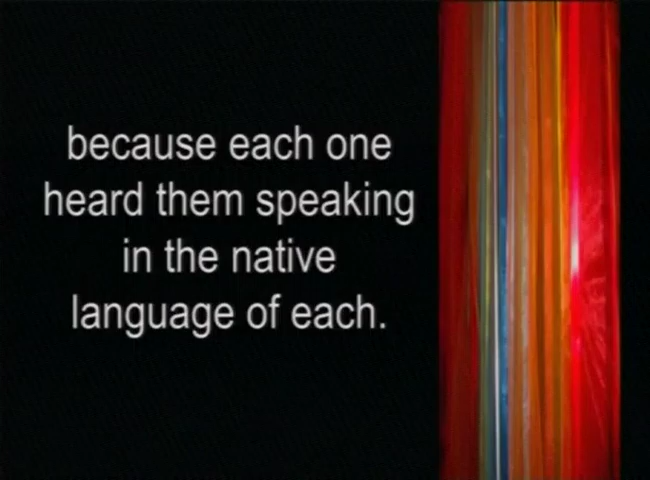 because each one
heard them speaking
in the native
language of each.